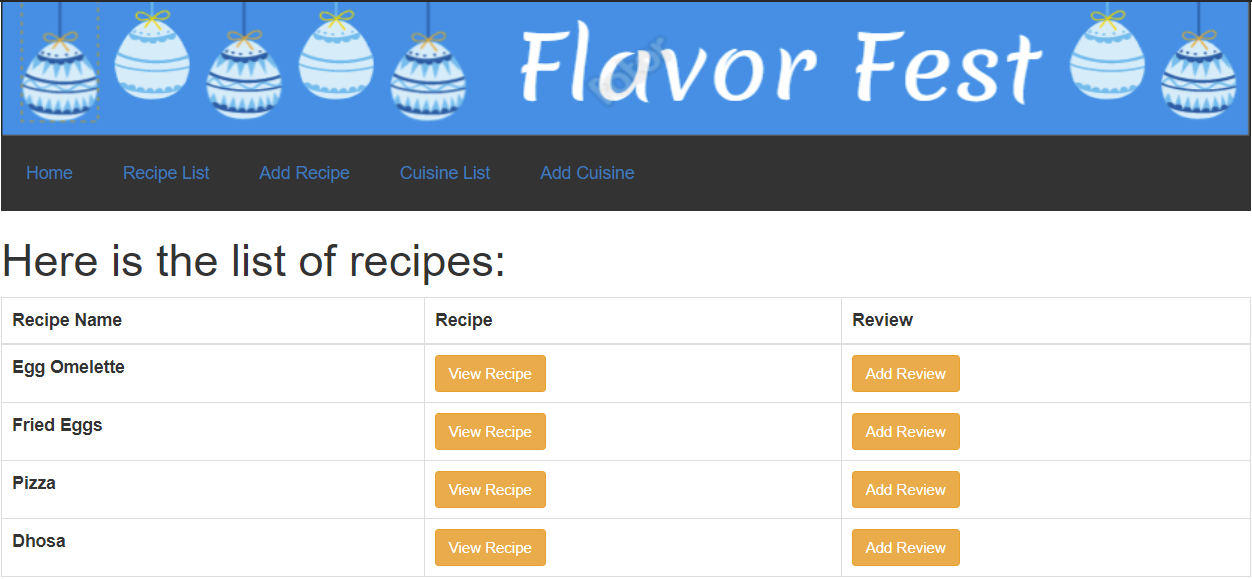 Flavor Fest
Home Recipe List Add Recipe Cuisine List Add Cuisine
Here is the list of recipes:
Recipe Name Recipe Review
Egg Omelette View Recipe Add Review
Fried Eggs View Recipe Add Review
Pizza View Recipe Add Review
Dhosa View Recipe Add Review